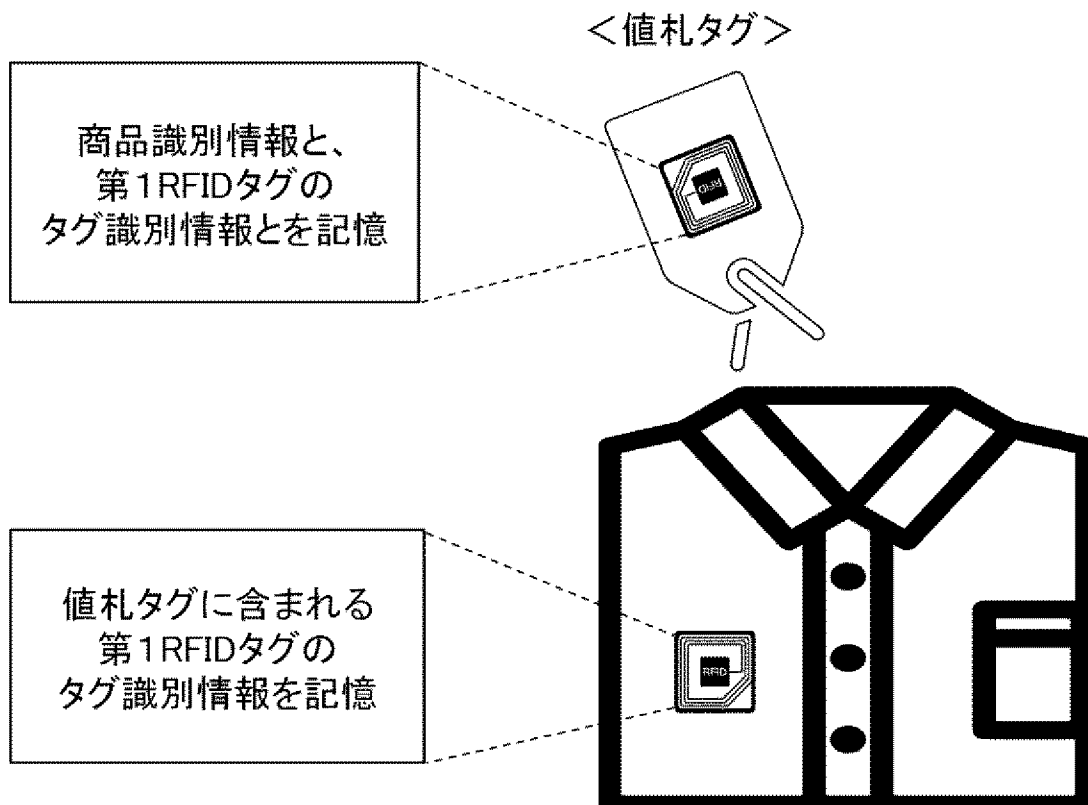 ＜値札タグ＞
商品識別情報と、
第１RFIDタグの
タグ識別情報とを記憶
RFID
値札タグに含まれる
第１RFIDタグの
タグ識別情報を記憶
RFID